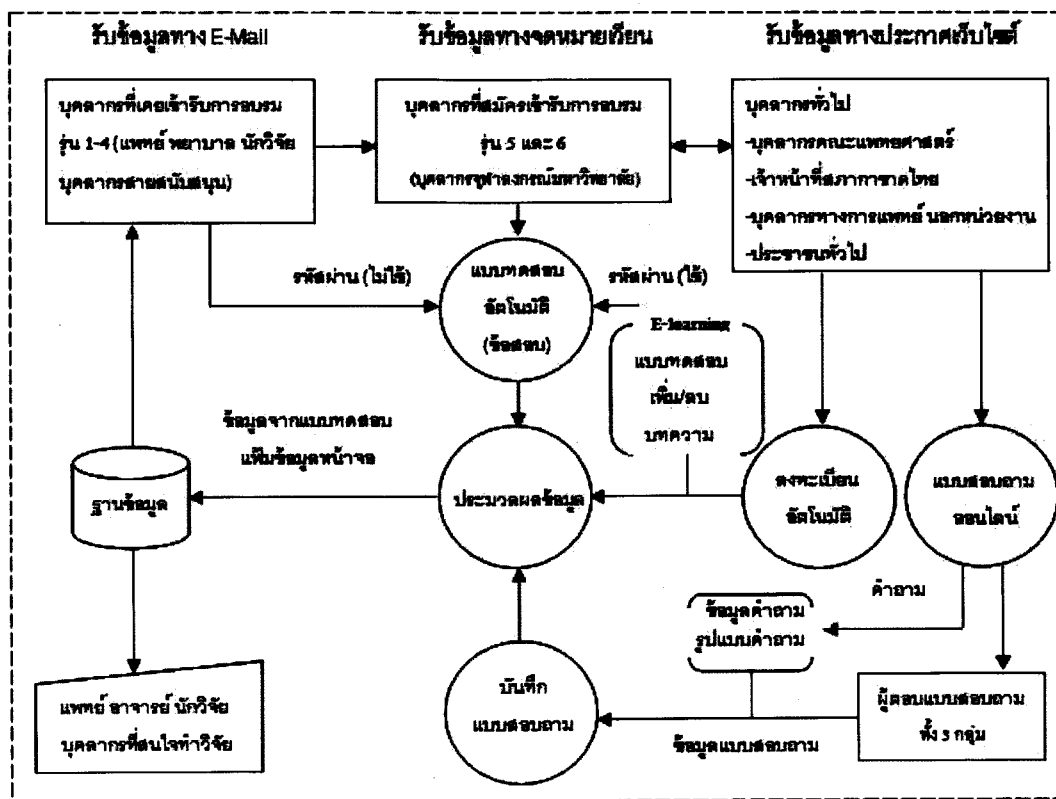 รับข้อมูลทาง E-Mail
รับข้อมูลทางจดหมายเวียน
รับข้อมูลทางประกาศเว็บไซต์
บุคลากรที่เคยเข้ารับการอบรม
รุ่น 1-4 (แพทย์ พยาบาล นักวิจัย
บุคลากรสายสนับสนุน)
บุคลากรที่สมัครเข้ารับการอบรม
รุ่น 5 และ 6
(บุคลากรจุฬาลงกรณ์มหาวิทยาลัย)
บุคลากรทั่วไป
-บุคลากรคณะแพทยศาสตร์
-เจ้าหน้าที่สภากาชาดไทย
-บุคลากรทางการแพทย์ นอกหน่วยงาน
-ประชาชนทั่วไป
รหัสผ่าน (ไม่ใช้)
แบบทดสอบ
อัตโนมัติ
(ข้อสอบ)
รหัสผ่าน (ใช้)
E-learning
แบบทดสอบ
เพิ่ม/ลบ
บทความ
ข้อมูลจากแบบทดสอบ
แฟ้มข้อมูลหน้าจอ
ฐานข้อมูล
ประมวลผลข้อมูล
ลงทะเบียน
อัตโนมัติ
แบบสอบถาม
ออนไลน์
คำถาม
ข้อมูลคำถาม
รูปแบบคำถาม
แพทย์ อาจารย์ นักวิจัย
บุคลากรที่สนใจทำวิจัย
บันทึก
แบบสอบถาม
ข้อมูลแบบสอบถาม
ผู้ตอบแบบสอบถาม
ทั้ง 3 กลุ่ม